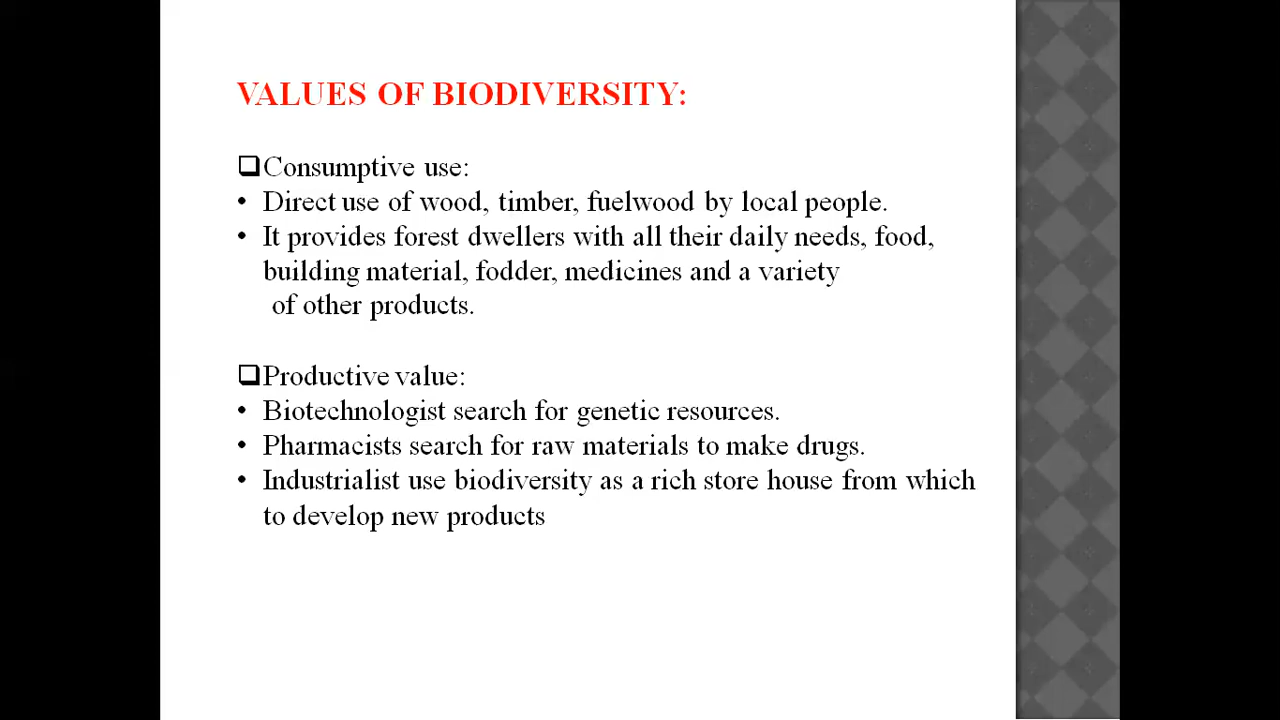 VALUES OF BIODIVERSITY:
❑Consumptive use:
• Direct use of wood, timber, fuelwood by local people.
• It provides forest dwellers with all their daily needs, food,
building material, fodder, medicines and a variety
of other products.
❑Productive value:
• Biotechnologist search for genetic resources.
• Pharmacists search for raw materials to make drugs.
• Industrialist use biodiversity as a rich store house from which
to develop new products